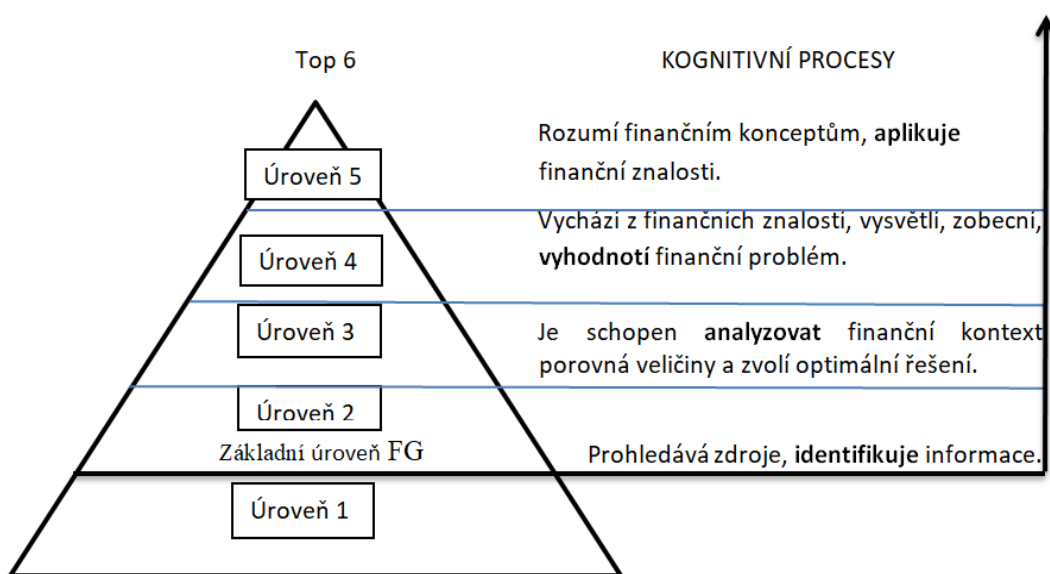 Top 6
KOGNITIVNÍ PROCESY
Rozumí finančním konceptům, aplikuje
finanční znalosti.
Úroveň 5
Vychází z finančních znalostí, vysvětlí, zobecní,
vyhodnotí finanční problém.
Úroveň 4
Úroveň 3
Je schopen analyzovat finanční kontext
porovná veličiny a zvolí optimální řešení.
Úroveň 2
Základní úroveň FG
Prohledává zdroje, identifikuje informace.
Úroveň 1